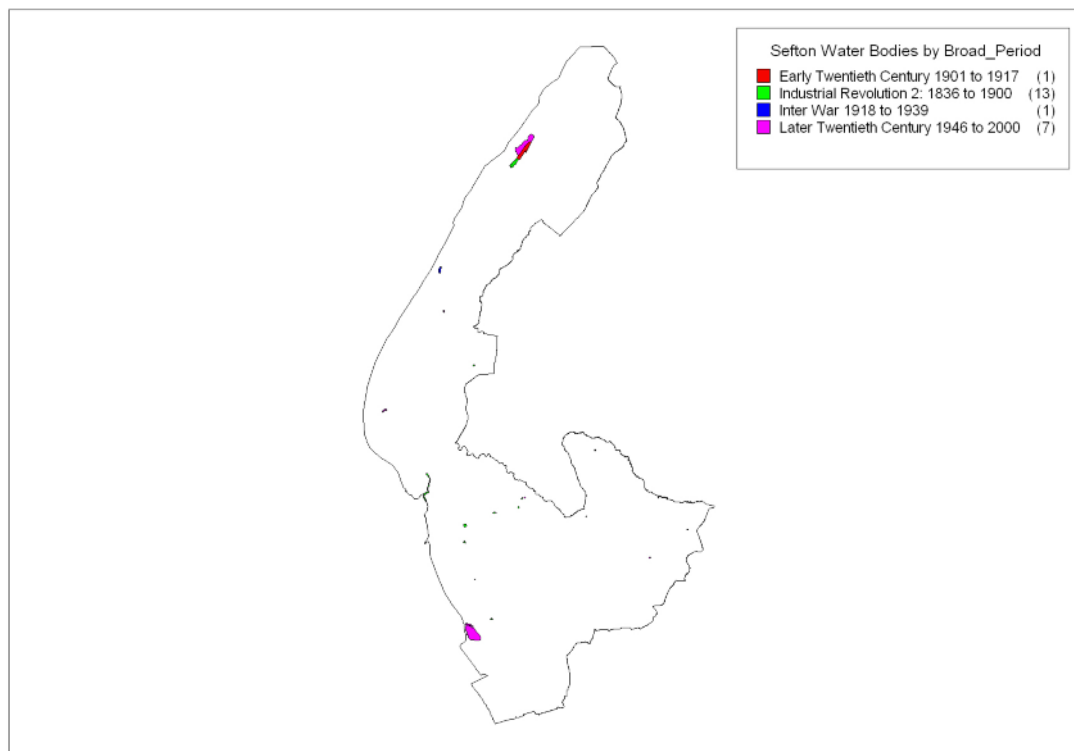 Sefton Water Bodies by Broad_Period
Early Twentieth Century 1901 to 1917 (1)
Industrial Revolution 2: 1836 to 1900 (13)
Inter War 1918 to 1939 (1)
Later Twentieth Century 1946 to 2000 (7)